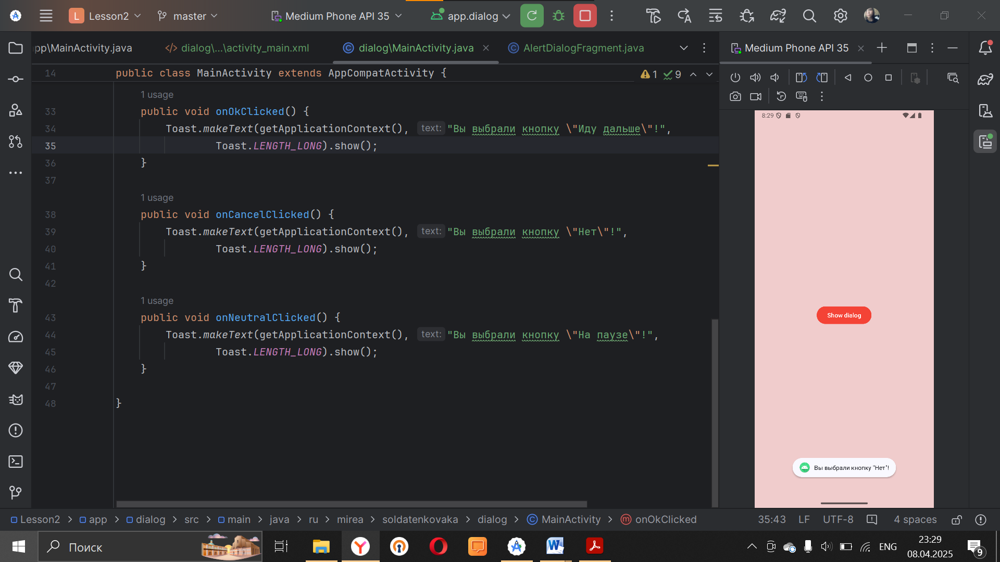 L Lesson2 master Medium Phone API 35 app.dialog
pp\MainActivity.java </> dialog\...\activity_main.xml dialog\MainActivity.java AlertDialogFragment.java Medium Phone API 35
14 public class MainActivity extends AppCompatActivity { 1 9
1 usage
33 public void onOkClicked() {
34 Toast.makeText(getApplicationContext(), text: "Вы выбрали кнопку \"Иду дальше\"!",
35 Toast.LENGTH_LONG).show();
36 }
37
1 usage
38 public void onCancelClicked() {
39 Toast.makeText(getApplicationContext(), text: "Вы выбрали кнопку \"Нет\"!",
40 Toast.LENGTH_LONG).show();
41 }
42
1 usage
43 public void onNeutralClicked() {
44 Toast.makeText(getApplicationContext(), text: "Вы выбрали кнопку \"На паузе\"!",
45 Toast.LENGTH_LONG).show();
46 }
47
48 }
8:29
Show dialog
Вы выбрали кнопку "Нет"!
Lesson2 > app > dialog > src > main > java > ru > mirea > soldatenkovaka > dialog > MainActivity > onOkClicked 35:43 LF UTF-8 4 spaces
Поиск ENG 23:29
08.04.2025 9